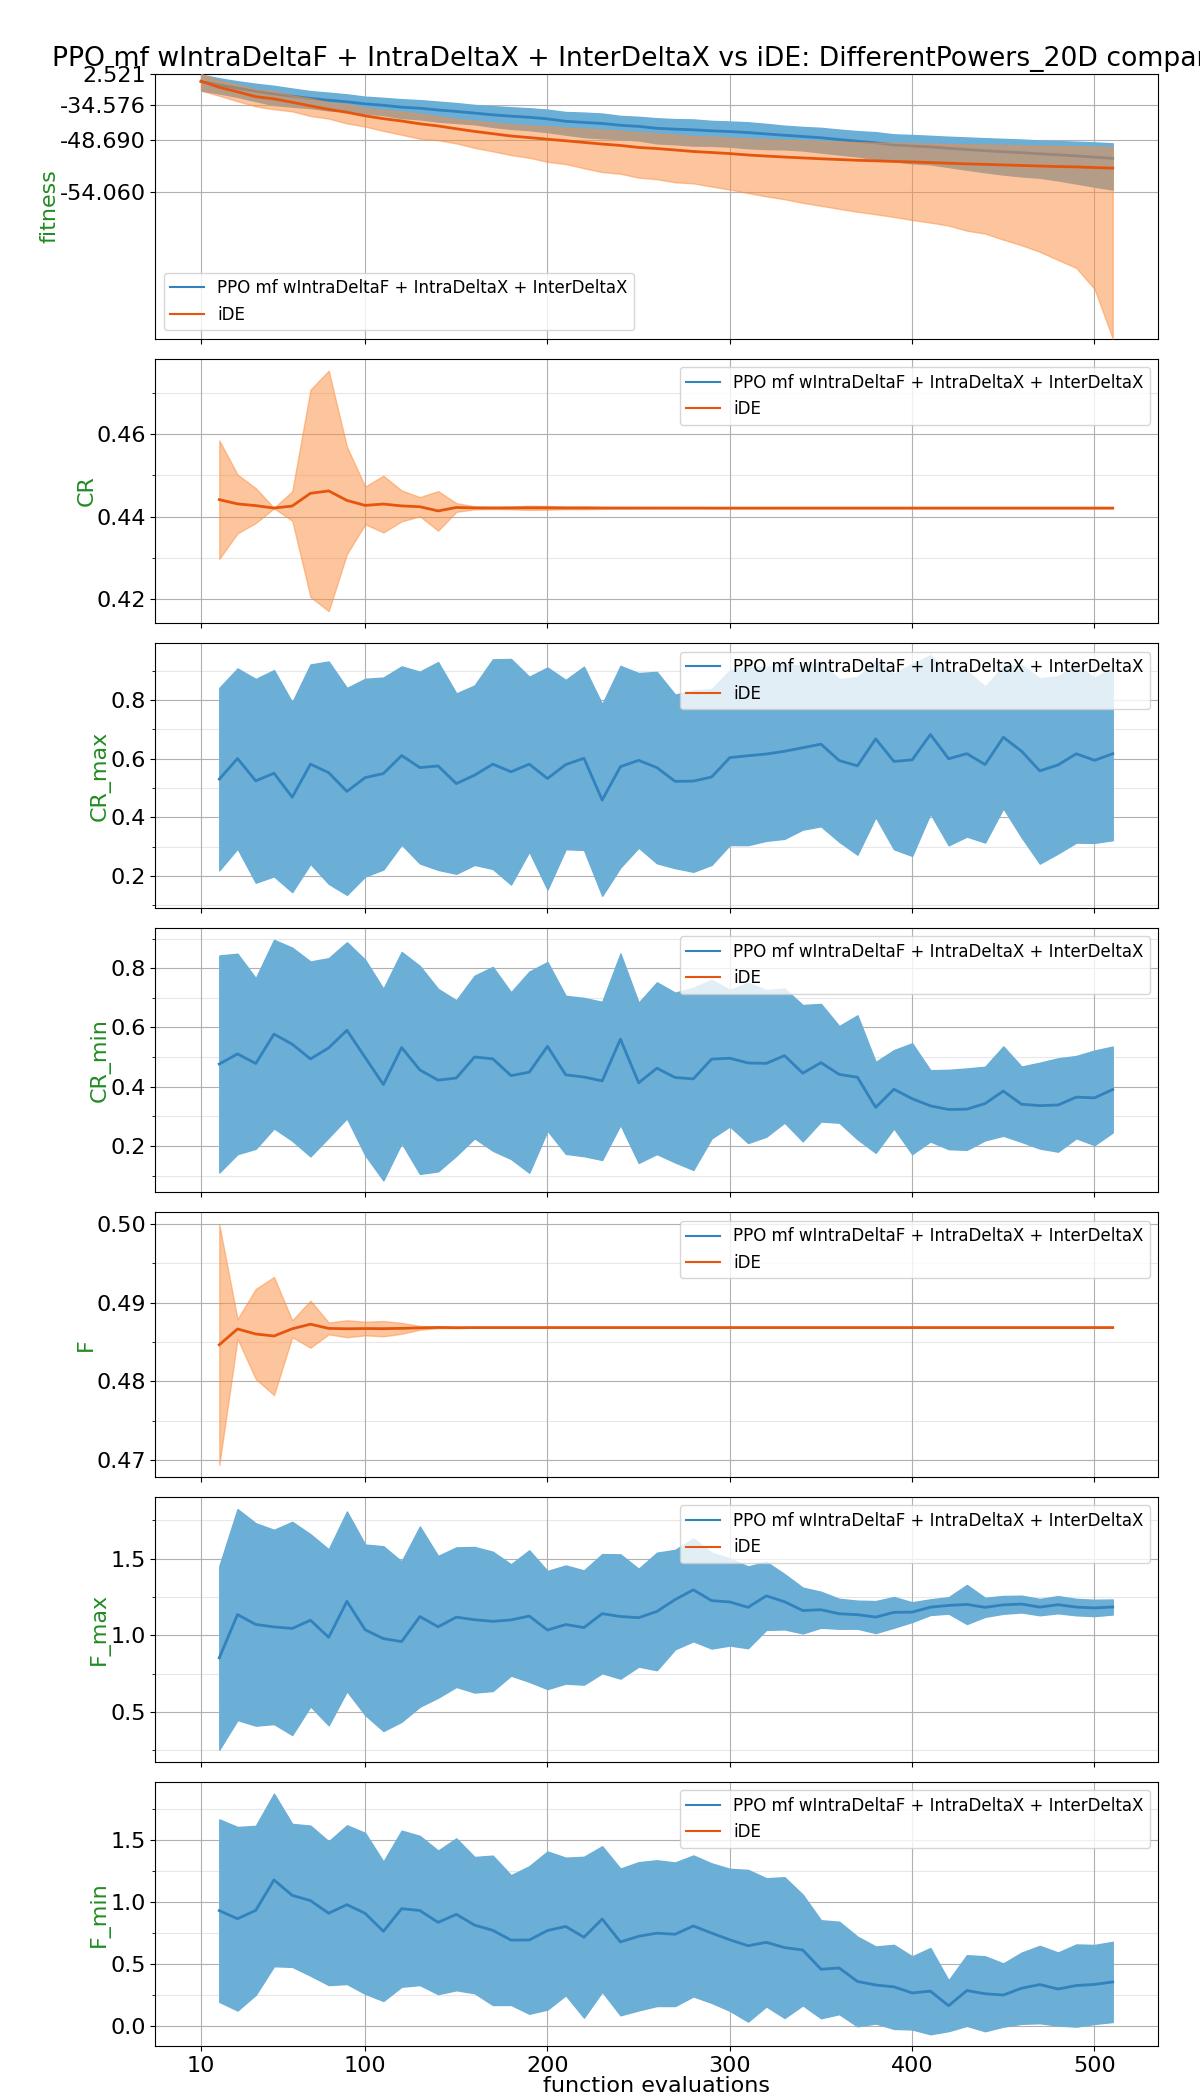 PPO mf wIntraDeltaF + IntraDeltaX + InterDeltaX vs iDE: DifferentPowers_20D compar
2.521
-34.576
-48.690
-54.060
fitness
PPO mf wIntraDeltaF + IntraDeltaX + InterDeltaX
iDE
0.46
0.44
0.42
CR
PPO mf wIntraDeltaF + IntraDeltaX + InterDeltaX
iDE
0.8
0.6
0.4
0.2
CR_max
PPO mf wIntraDeltaF + IntraDeltaX + InterDeltaX
iDE
0.8
0.6
0.4
0.2
CR_min
PPO mf wIntraDeltaF + IntraDeltaX + InterDeltaX
iDE
0.50
0.49
0.48
0.47
F
PPO mf wIntraDeltaF + IntraDeltaX + InterDeltaX
iDE
1.5
1.0
0.5
F_max
PPO mf wIntraDeltaF + IntraDeltaX + InterDeltaX
iDE
1.5
1.0
0.5
0.0
F_min
PPO mf wIntraDeltaF + IntraDeltaX + InterDeltaX
iDE
10 100 200 300 400 500
function evaluations